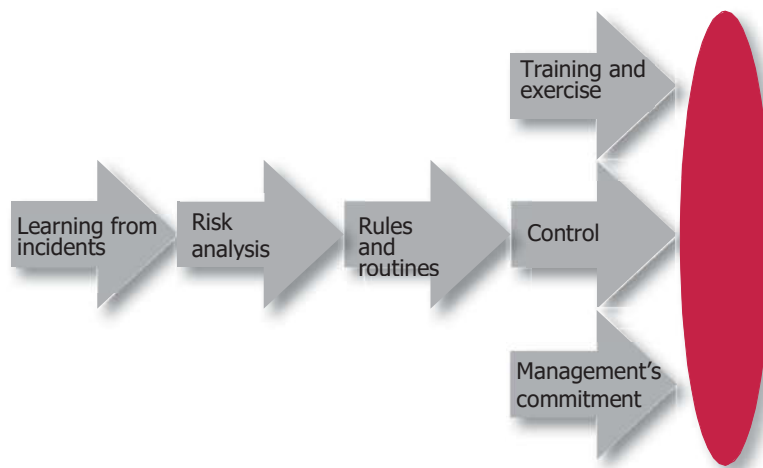 Learning from
incidents
Risk
analysis
Rules
and
routines
Training and
exercise
Control
Management’s
commitment